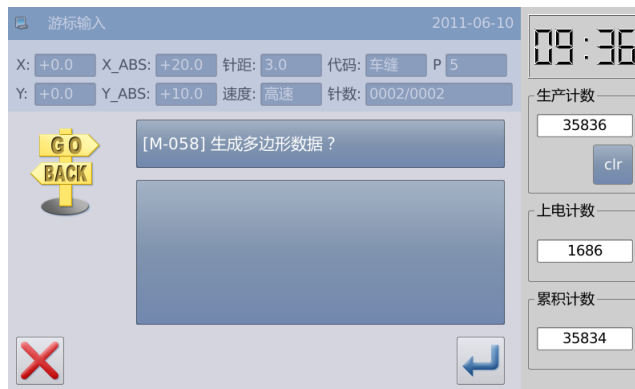 游标输入 2011-06-10
X: +0.0 X_ABS: +20.0 针距: 3.0 代码: 车缝 P 5
Y: +0.0 Y_ABS: +10.0 速度: 高速 针数: 0002/0002
GO
BACK
[M-058] 生成多边形数据？
09:36
生产计数
35836
clr
上电计数
1686
累积计数
35834